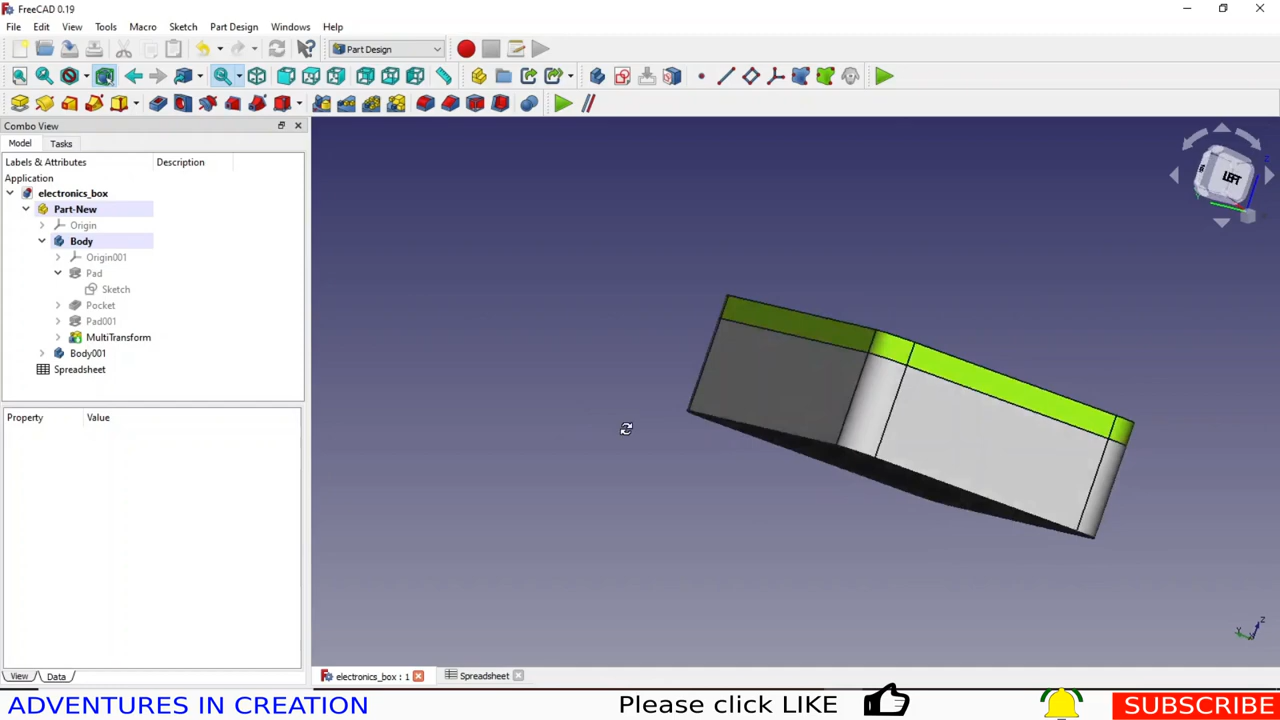 FreeCAD 0.19
File Edit View Tools Macro Sketch Part Design Windows Help
Part Design
Combo View
Model Tasks
Labels & Attributes Description
Application
electronics_box
Part-New
Origin
Body
Origin001
Pad
Sketch
Pocket
Pad001
MultiTransform
Body001
Spreadsheet
Property Value
LEFT
Z
View Data
electronics_box : 1 Spreadsheet
ADVENTURES IN CREATION Please click LIKE SUBSCRIBE